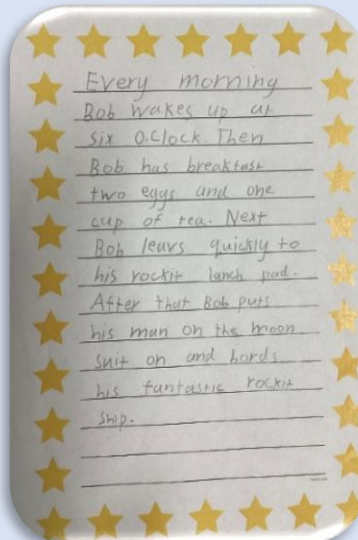 Every morning
Bob wakes up at
six O.Clock. Then
Bob has breakfast
two eggs and one
cup of tea. Next
Bob leavs quickly to
his rockit lanch pad.
After that Bob puts
his man on the moon
suit on and bords
his fantastic rockit
ship.